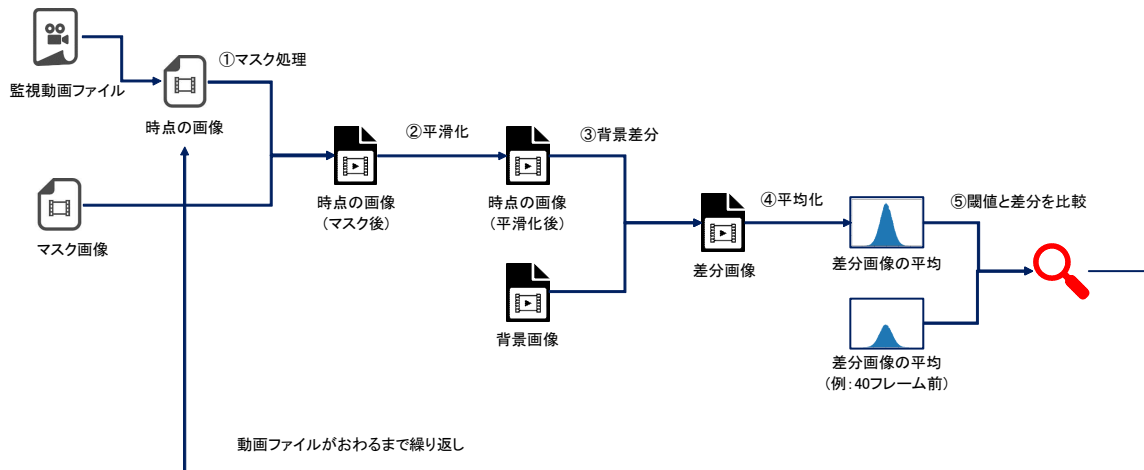 監視動画ファイル
①マスク処理
時点の画像
マスク画像
②平滑化
時点の画像
(マスク後)
③背景差分
時点の画像
(平滑化後)
背景画像
④平均化
差分画像
差分画像の平均
⑤閾値と差分を比較
差分画像の平均
(例:40フレーム前)
動画ファイルがおわるまで繰り返し